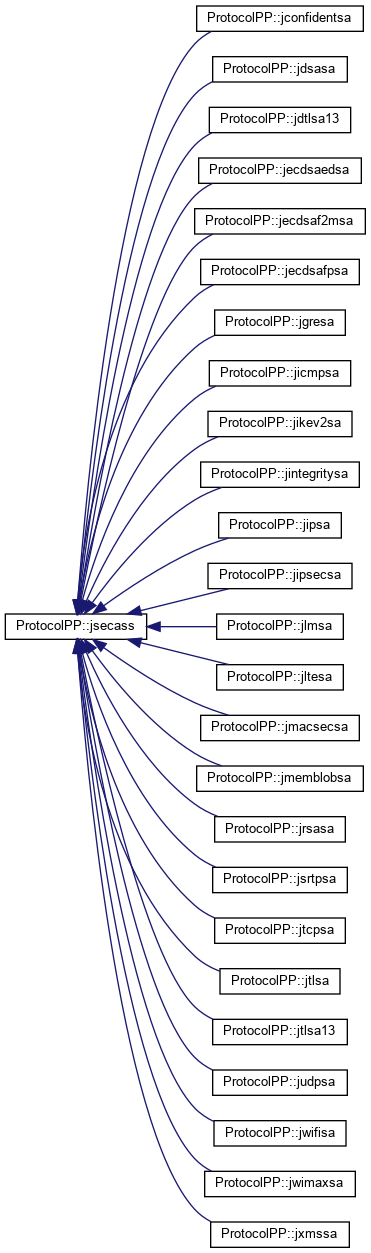 ProtocolPP::jconfidentsa
ProtocolPP::jdsasa
ProtocolPP::jdtlsa13
ProtocolPP::jecdsaedsa
ProtocolPP::jecdsaf2msa
ProtocolPP::jecdsafpsa
ProtocolPP::jgresa
ProtocolPP::jicmpsa
ProtocolPP::jikev2sa
ProtocolPP::jintegritysa
ProtocolPP::jipsa
ProtocolPP::jipsecsa
ProtocolPP::jsecass
ProtocolPP::jlmsa
ProtocolPP::jltesa
ProtocolPP::jmacsecsa
ProtocolPP::jmemblobsa
ProtocolPP::jrsasa
ProtocolPP::jsrtpsa
ProtocolPP::jtcpsa
ProtocolPP::jtlsa
ProtocolPP::jtlsa13
ProtocolPP::judpsa
ProtocolPP::jwifisa
ProtocolPP::jwimaxsa
ProtocolPP::jxmssa